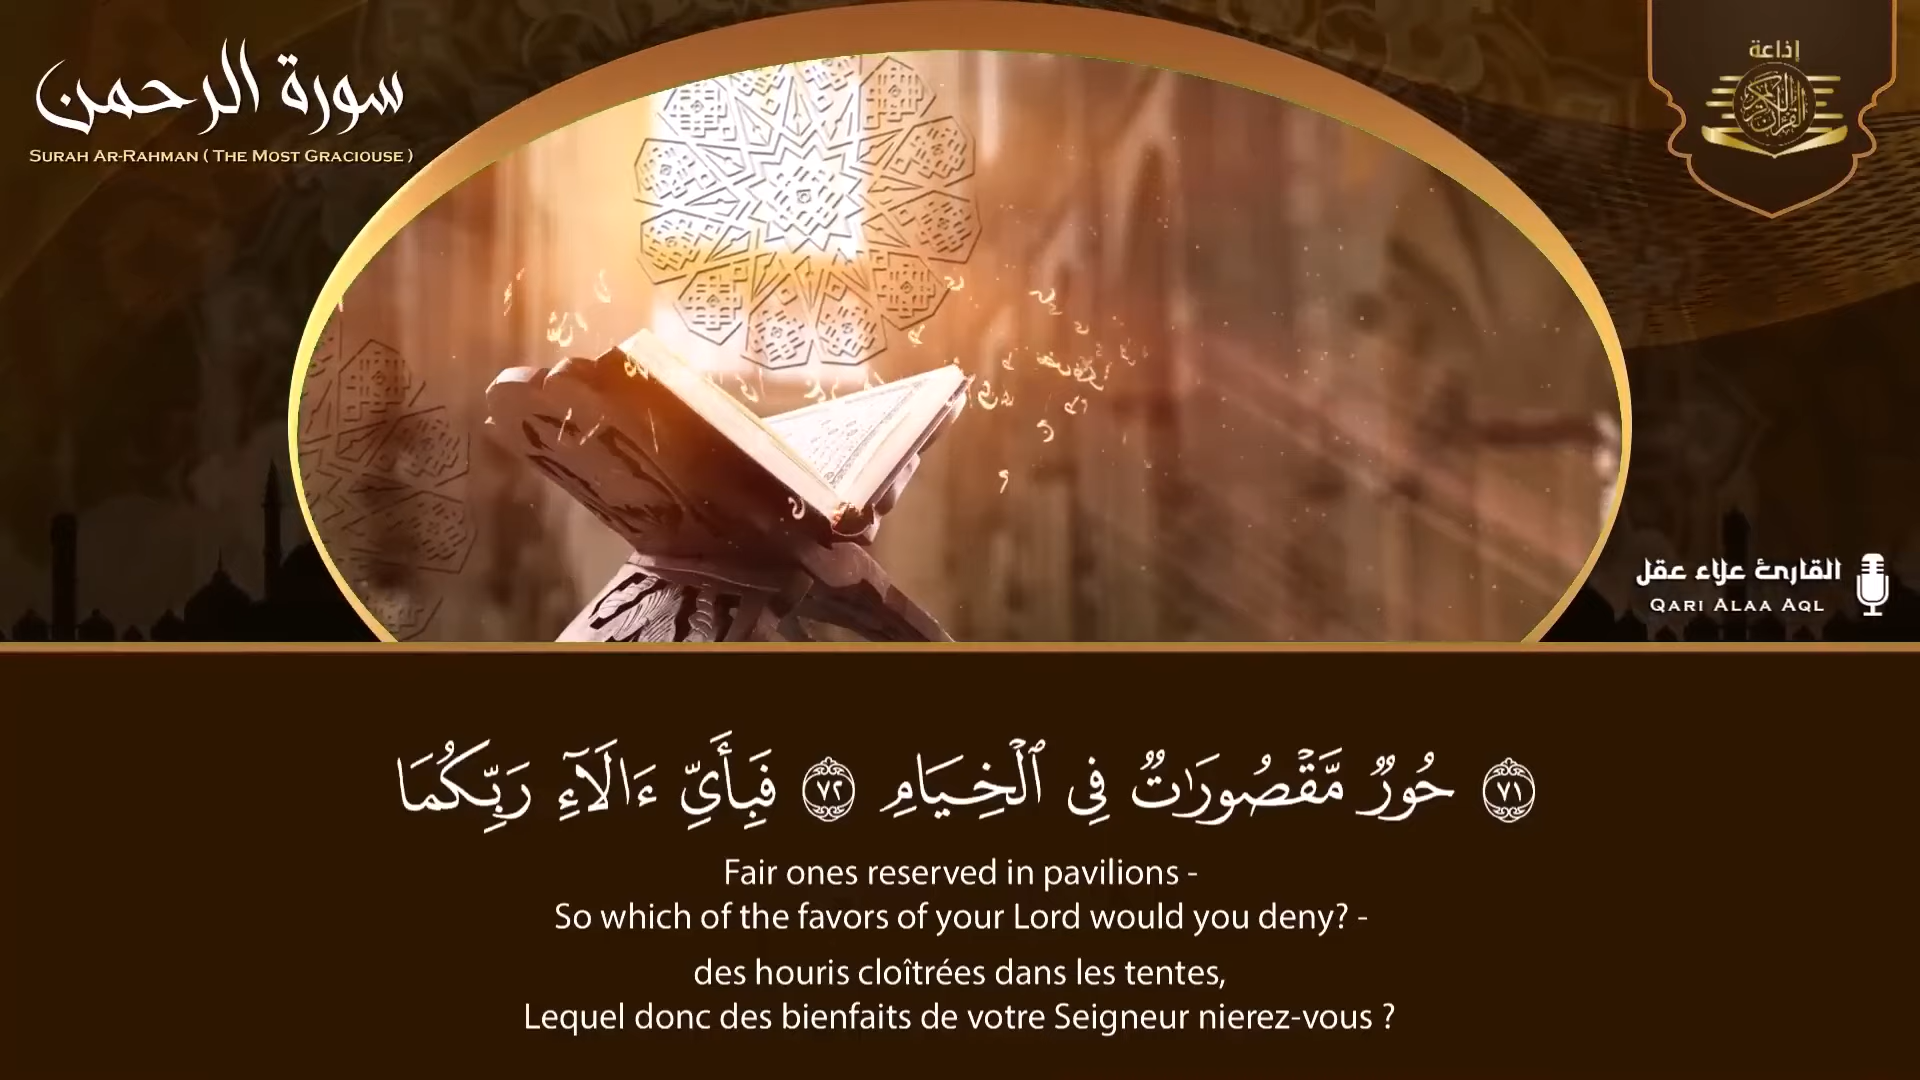 سورة الرحمن
SURAH AR-RAHMAN ( THE MOST GRACIOUSE )
إذاعة
القرآن الكريم
القارئ علاء عقل
QARI ALAA AQL
٧١ حُورٌ مَّقْصُورَٰتٌ فِى ٱلْخِيَامِ ٧٢ فَبِأَىِّ ءَالَآءِ رَبِّكُمَا
Fair ones reserved in pavilions -
So which of the favors of your Lord would you deny? -
des houris cloîtrées dans les tentes,
Lequel donc des bienfaits de votre Seigneur nierez-vous ?